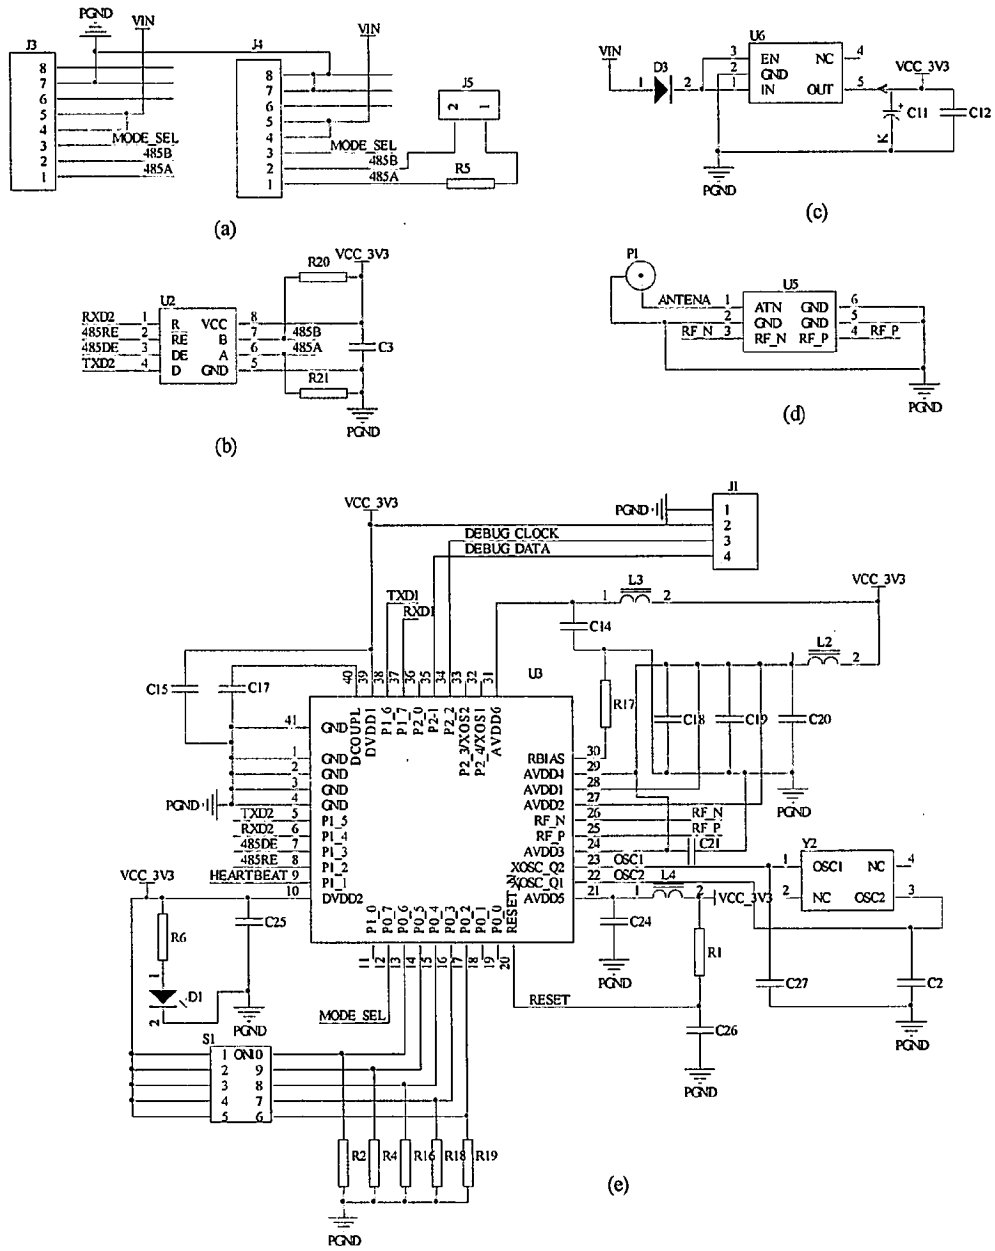 PGND
VIN
J3
8
7
6
5
4
3
2
1
MODE_SEL
485B
485A
J4
VIN
8
7
6
5
4
3
2
1
MODE_SEL
485B
485A
J5
2 1
R5
(a)
VIN
D3
1 2
U6
3 EN NC 4
2 GND
1 IN OUT 5
VCC_3V3
C11
K
C12
PGND
(c)
VCC_3V3
R20
U2
RXD2 1 R VCC 8
485RE 2 RE B 7 485B
485DE 3 DE A 6 485A
TXD2 4 D GND 5
C3
R21
PGND
(b)
P1
U5
ANTENA 1 ATN GND 6
2 GND GND 5
RF_N 3 RF_N RF_P 4 RF_P
PGND
(d)
VCC_3V3
J1
PGND 1
2
DEBUG_CLOCK 3
DEBUG_DATA 4
TXD1
RXD1
1 L3 2
VCC_3V3
C14
L2
1 2
C15
C17
40 39 38 37 36 35 34 33 32 31
U3
R17
C18
C19
C20
DCOUPL
DVDD1
P1_6
P1_7
P2_0
P2-1
P2_2
P2_3/XOS2
P2_4/XOS1
AVDD6
41 GND
1 GND
2 GND
3 GND
PGND 4 GND
TXD2 5 P1_5
RXD2 6 P1_4
485DE 7 P1_3
485RE 8 P1_2
HEARTBEAT 9 P1_1
10 DVDD2
RBIAS 30
AVDD4 29
AVDD1 28
AVDD2 27
RF_N 26 RF_N
RF_P 25 RF_P
AVDD3 24
XOSC_Q2 23 OSC1
XOSC_Q1 22 OSC2
AVDD5 21
PGND
C21
Y2
1 OSC1 NC 4
2 NC OSC2 3
1 L4 2
VCC_3V3
C24
PGND
R1
C27
C2
PGND
P1_0
P0_7
P0_6
P0_5
P0_4
P0_3
P0_2
P0_1
P0_0
RESET_N
11 12 13 14 15 16 17 18 19 20
VCC_3V3
R6
C25
1
D1
2
PGND
MODE_SEL
RESET
C26
PGND
S1
ON
1 10
2 9
3 8
4 7
5 6
R2
R4
R16
R18
R19
PGND
(e)